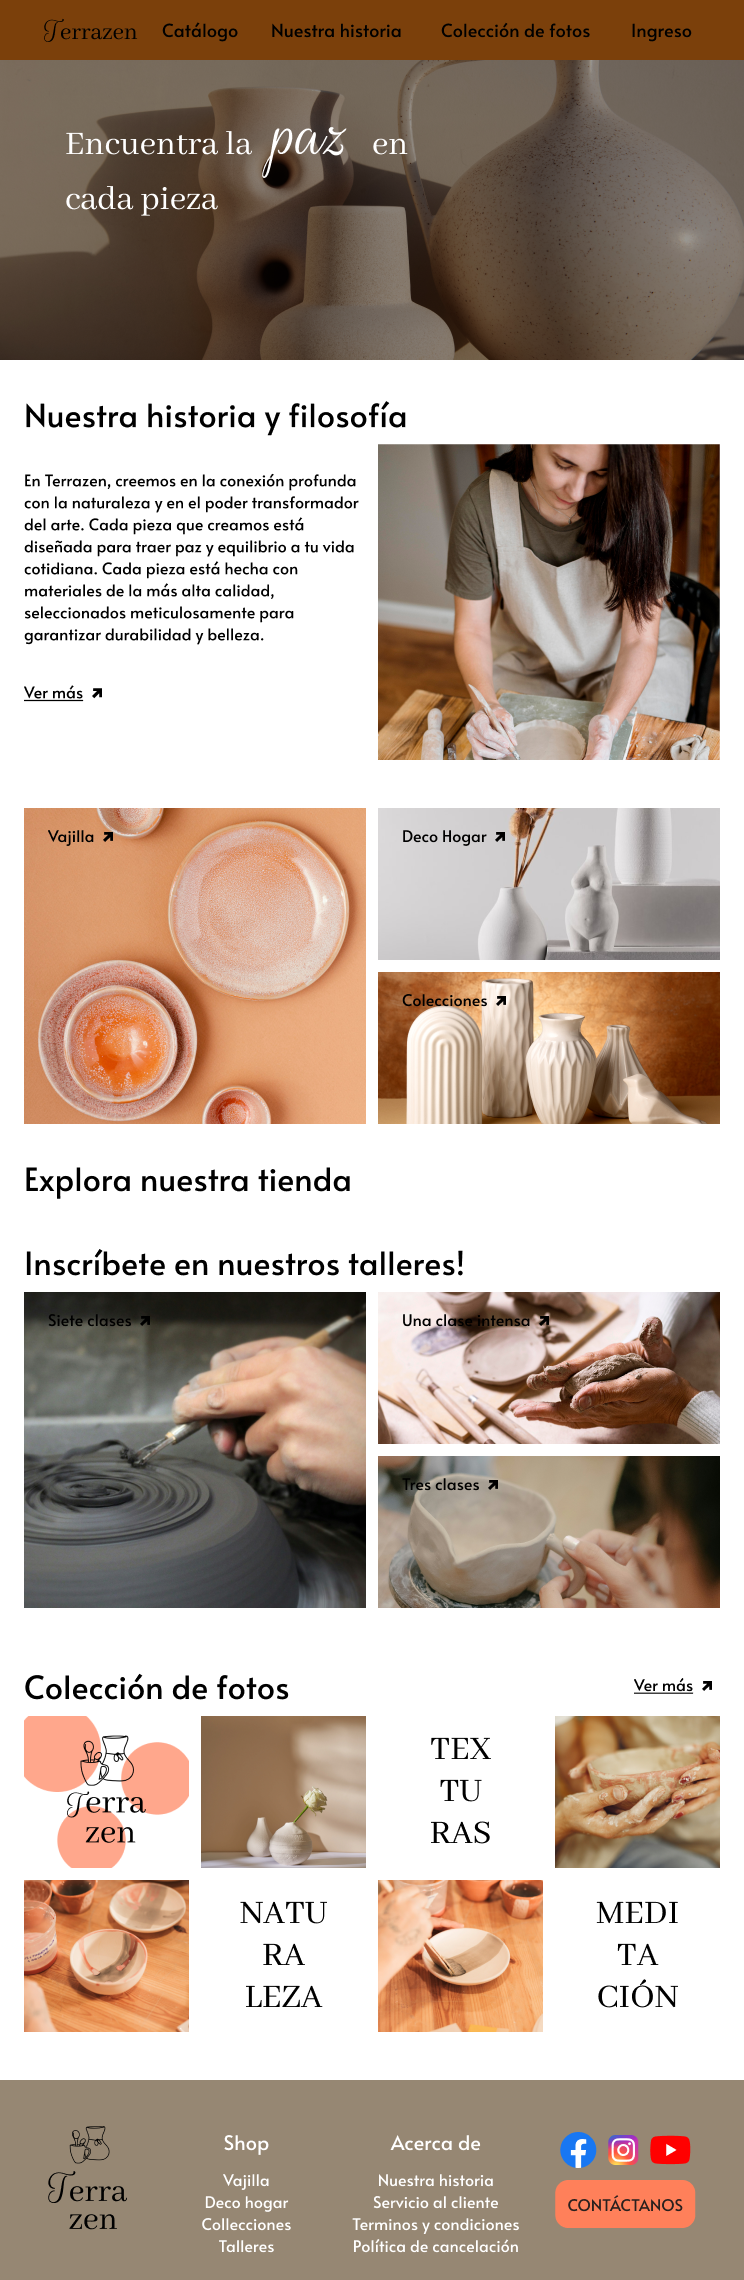 Terrazen Catálogo Nuestra historia Colección de fotos Ingreso
Encuentra la paz en
cada pieza
Nuestra historia y filosofía
En Terrazen, creemos en la conexión profunda
con la naturaleza y en el poder transformador
del arte. Cada pieza que creamos está
diseñada para traer paz y equilibrio a tu vida
cotidiana. Cada pieza está hecha con
materiales de la más alta calidad,
seleccionados meticulosamente para
garantizar durabilidad y belleza.
Ver más
Vajilla
Deco Hogar
Colecciones
Explora nuestra tienda
Inscríbete en nuestros talleres!
Siete clases
Una clase intensa
Tres clases
Colección de fotos
Ver más
Terra
zen
TEX
TU
RAS
NATU
RA
LEZA
MEDI
TA
CIÓN
Terra
zen
Shop
Vajilla
Deco hogar
Collecciones
Talleres
Acerca de
Nuestra historia
Servicio al cliente
Terminos y condiciones
Política de cancelación
CONTÁCTANOS